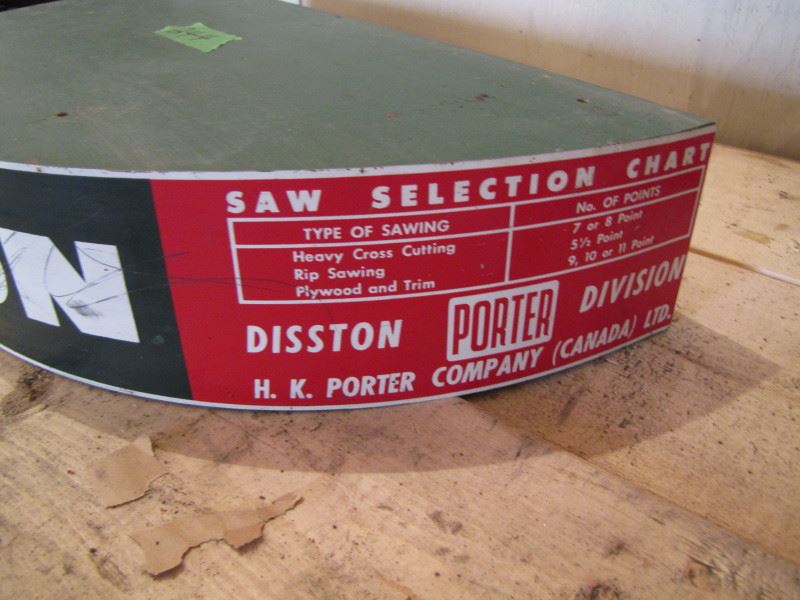 SAW SELECTION CHART
TYPE OF SAWING No. OF POINTS
Heavy Cross Cutting 7 or 8 Point
Rip Sawing 5½ Point
Plywood and Trim 9, 10 or 11 Point
ON
DISSTON PORTER DIVISION
H. K. PORTER COMPANY (CANADA) LTD.